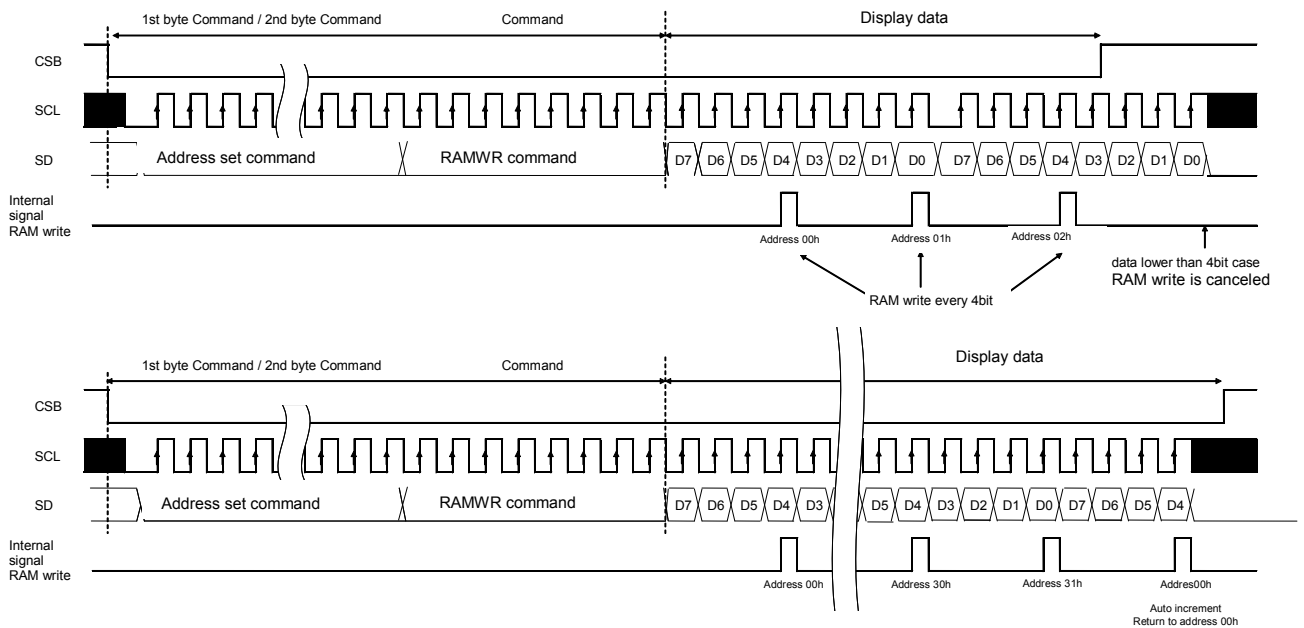 1st byte Command / 2nd byte Command Command Display data
CSB
SCL
SD Address set command RAMWR command D7 D6 D5 D4 D3 D2 D1 D0 D7 D6 D5 D4 D3 D2 D1 D0
Internal
signal
RAM write
Address 00h Address 01h Address 02h
data lower than 4bit case
RAM write is canceled
RAM write every 4bit
1st byte Command / 2nd byte Command Command Display data
CSB
SCL
SD Address set command RAMWR command D7 D6 D5 D4 D3 D5 D4 D3 D2 D1 D0 D7 D6 D5 D4
Internal
signal
RAM write
Address 00h Address 30h Address 31h Addres00h
Auto increment
Return to address 00h